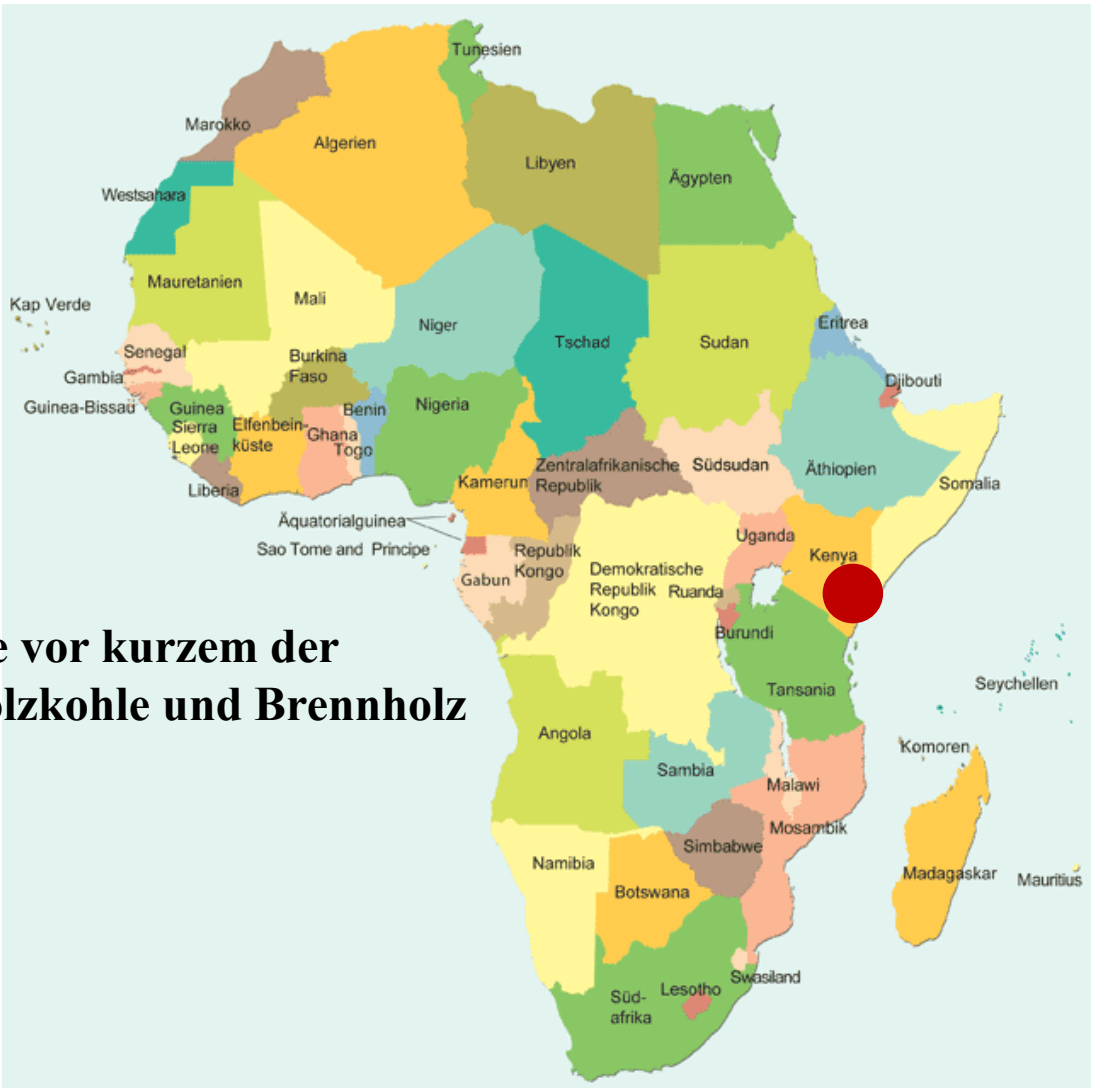 Tunesien
Marokko
Algerien
Libyen
Ägypten
Westsahara
Mauretanien
Mali
Niger
Kap Verde
Tschad
Sudan
Eritrea
Senegal
Burkina
Faso
Djibouti
Gambia
Guinea-Bissau
Guinea
Sierra
Leone
Elfenbein-
küste
Ghana
Togo
Benin
Nigeria
Liberia
Kamerun
Zentralafrikanische
Republik
Südsudan
Äthiopien
Somalia
Äquatorialguinea
Sao Tome and Principe
Gabun
Republik
Kongo
Demokratische
Republik
Kongo
Ruanda
Uganda
Kenya
Burundi
e vor kurzem der
olzkohle und Brennholz
Tansania
Seychellen
Angola
Sambia
Malawi
Komoren
Mosambik
Simbabwe
Namibia
Botswana
Madagaskar
Mauritius
Swasiland
Lesotho
Süd-
afrika